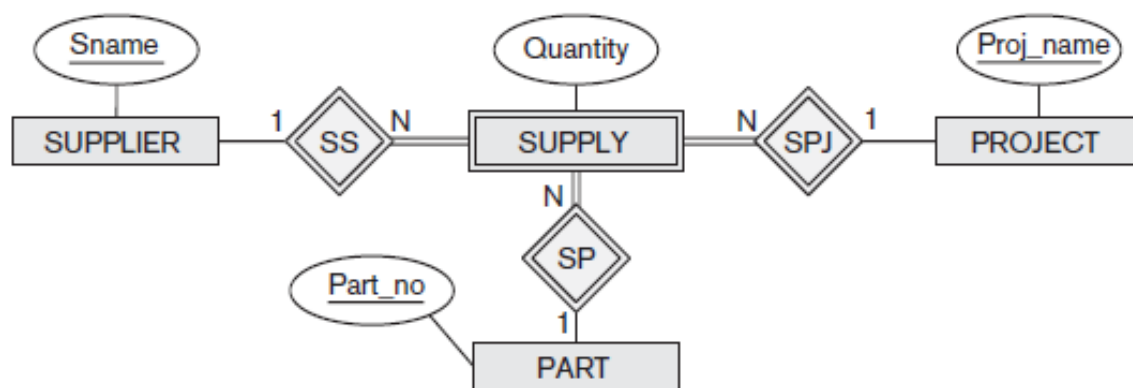 Sname
Quantity
Proj_name
SUPPLIER
1
SS
N
SUPPLY
N
SPJ
1
PROJECT
N
SP
Part_no
1
PART